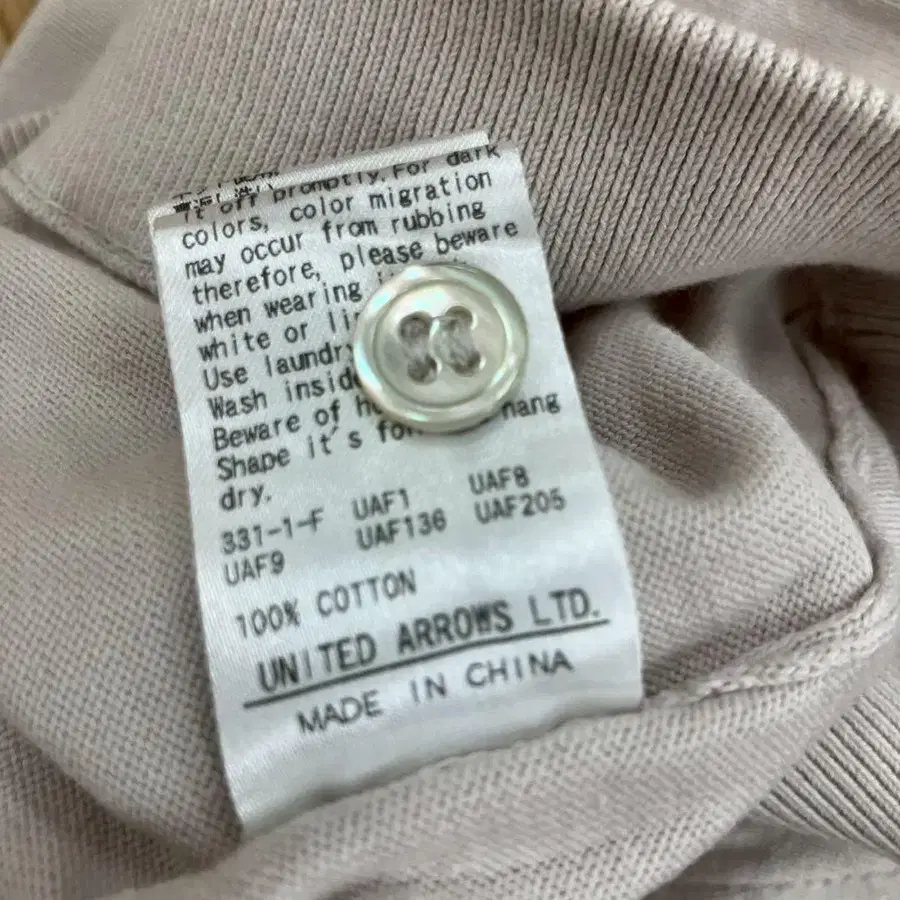 it off promptly. For dark
colors, color migration
may occur from rubbing
therefore, please beware
when wearing
white or
Use laundry
Wash inside
Beware of
Shape it's for hang
dry.
331-1-F UAF1 UAF8
UAF9 UAF136 UAF205
100% COTTON
UNITED ARROWS LTD.
MADE IN CHINA